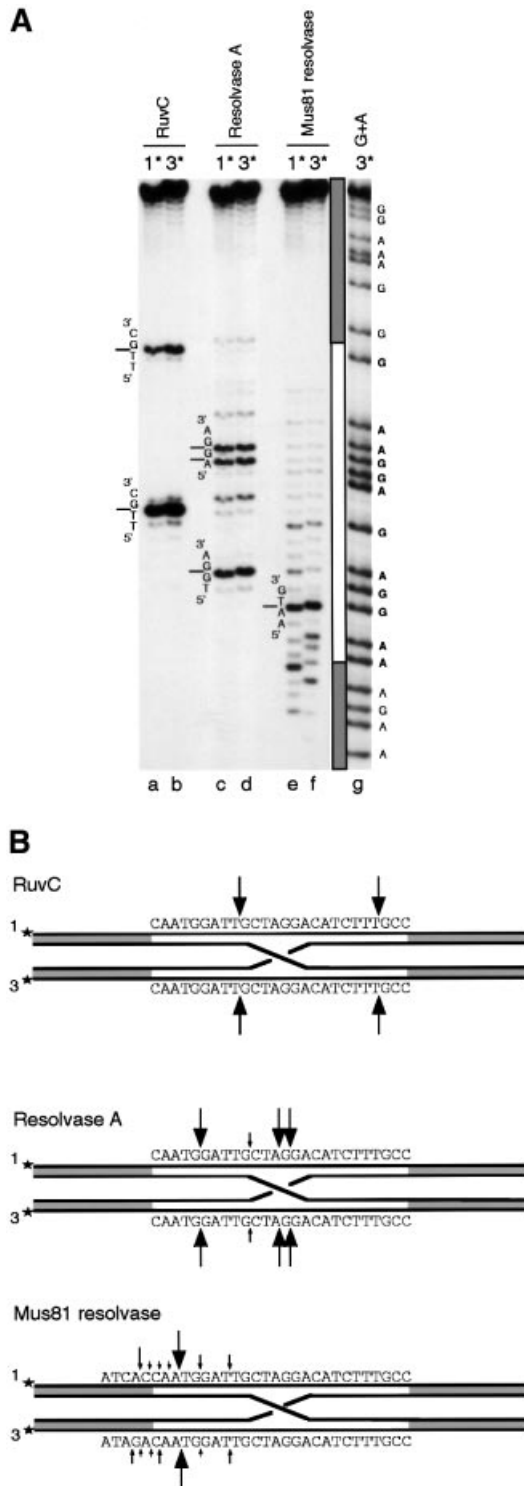 A
RuvC
Resolvase A
Mus81 resolvase
G+A
1* 3*
1* 3*
1* 3*
3*
G
G
A
A
A
G
G
G
A
A
G
G
A
G
A
G
G
A
A
A
G
A
A
3'
C
G
T
T
5'
3'
C
G
T
T
5'
3'
A
G
G
A
5'
3'
A
G
G
T
5'
3'
G
T
A
A
5'
a b
c d
e f
g
B
RuvC
CAATGGATTGCTAGGACATCTTTGCC
1
3
CAATGGATTGCTAGGACATCTTTGCC
Resolvase A
CAATGGATTGCTAGGACATCTTTGCC
1
3
CAATGGATTGCTAGGACATCTTTGCC
Mus81 resolvase
ATCACCAATGGATTGCTAGGACATCTTTGCC
1
3
ATAGACAATGGATTGCTAGGACATCTTTGCC